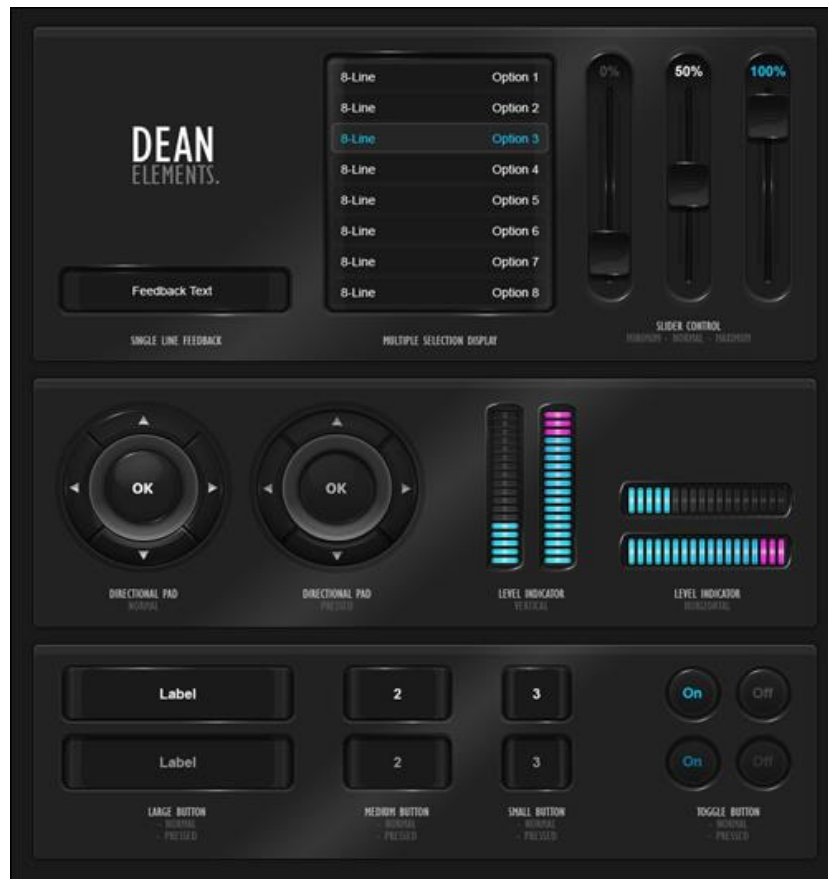 DEAN
ELEMENTS.
Feedback Text
SINGLE LINE FEEDBACK
8-Line Option 1
8-Line Option 2
8-Line Option 3
8-Line Option 4
8-Line Option 5
8-Line Option 6
8-Line Option 7
8-Line Option 8
MULTIPLE SELECTION DISPLAY
0% 50% 100%
SLIDER CONTROL
MINIMUM - NORMAL - MAXIMUM
OK
DIRECTIONAL PAD
NORMAL
OK
DIRECTIONAL PAD
PRESSED
LEVEL INDICATOR
VERTICAL
LEVEL INDICATOR
HORIZONTAL
Label
Label
LARGE BUTTON
- NORMAL
- PRESSED
2
2
MEDIUM BUTTON
- NORMAL
- PRESSED
3
3
SMALL BUTTON
- NORMAL
- PRESSED
On Off
On Off
TOGGLE BUTTON
- NORMAL
- PRESSED